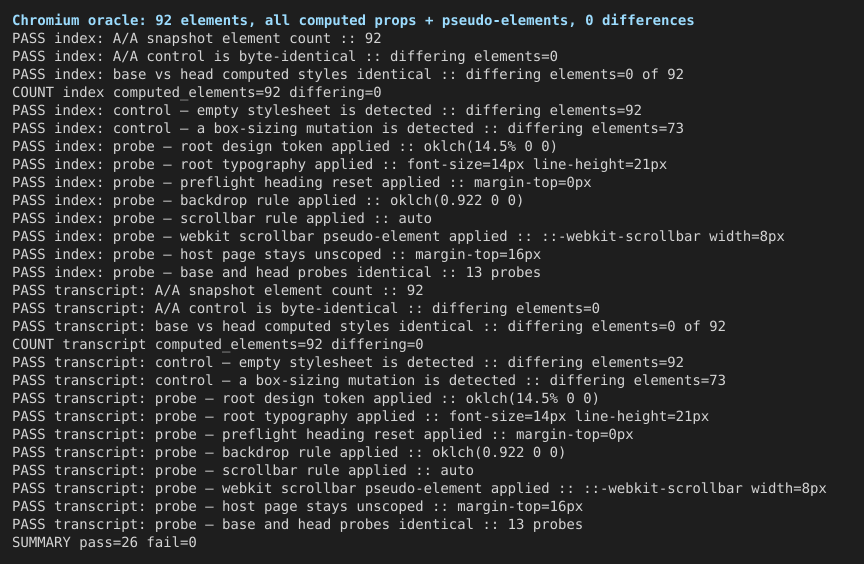 Chromium oracle: 92 elements, all computed props + pseudo-elements, 0 differences
PASS index: A/A snapshot element count :: 92
PASS index: A/A control is byte-identical :: differing elements=0
PASS index: base vs head computed styles identical :: differing elements=0 of 92
COUNT index computed_elements=92 differing=0
PASS index: control — empty stylesheet is detected :: differing elements=92
PASS index: control — a box-sizing mutation is detected :: differing elements=73
PASS index: probe — root design token applied :: oklch(14.5% 0 0)
PASS index: probe — root typography applied :: font-size=14px line-height=21px
PASS index: probe — preflight heading reset applied :: margin-top=0px
PASS index: probe — backdrop rule applied :: oklch(0.922 0 0)
PASS index: probe — scrollbar rule applied :: auto
PASS index: probe — webkit scrollbar pseudo-element applied :: ::-webkit-scrollbar width=8px
PASS index: probe — host page stays unscoped :: margin-top=16px
PASS index: probe — base and head probes identical :: 13 probes
PASS transcript: A/A snapshot element count :: 92
PASS transcript: A/A control is byte-identical :: differing elements=0
PASS transcript: base vs head computed styles identical :: differing elements=0 of 92
COUNT transcript computed_elements=92 differing=0
PASS transcript: control — empty stylesheet is detected :: differing elements=92
PASS transcript: control — a box-sizing mutation is detected :: differing elements=73
PASS transcript: probe — root design token applied :: oklch(14.5% 0 0)
PASS transcript: probe — root typography applied :: font-size=14px line-height=21px
PASS transcript: probe — preflight heading reset applied :: margin-top=0px
PASS transcript: probe — backdrop rule applied :: oklch(0.922 0 0)
PASS transcript: probe — scrollbar rule applied :: auto
PASS transcript: probe — webkit scrollbar pseudo-element applied :: ::-webkit-scrollbar width=8px
PASS transcript: probe — host page stays unscoped :: margin-top=16px
PASS transcript: probe — base and head probes identical :: 13 probes
SUMMARY pass=26 fail=0